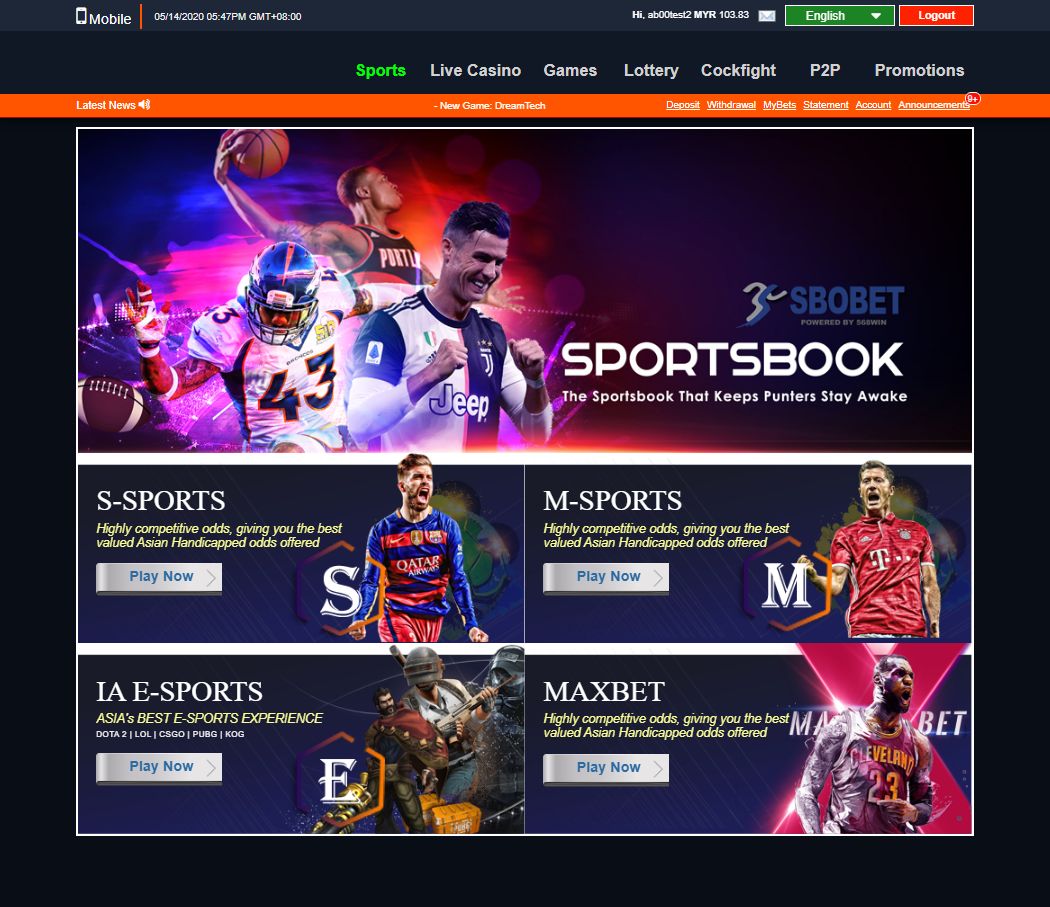 Mobile
05/14/2020 05:47PM GMT+08:00
Hi, ab00test2 MYR 103.83
English
Logout
Sports
Live Casino
Games
Lottery
Cockfight
P2P
Promotions
Latest News
- New Game: DreamTech
Deposit Withdrawal MyBets Statement Account Announcements
9+
PORTL
SBOBET
POWERED BY 568WIN
SPORTSBOOK
The Sportsbook That Keeps Punters Stay Awake
BRONCOS
43
43
Jeep
S-SPORTS
Highly competitive odds, giving you the best
valued Asian Handicapped odds offered
Play Now
S
QATAR
AIRWAYS
M-SPORTS
Highly competitive odds, giving you the best
valued Asian Handicapped odds offered
Play Now
M
T
IA E-SPORTS
ASIA's BEST E-SPORTS EXPERIENCE
DOTA 2 | LOL | CSGO | PUBG | KOG
Play Now
E
MAXBET
Highly competitive odds, giving you the best
valued Asian Handicapped odds offered
Play Now
MA BET
CLEVELAND
23